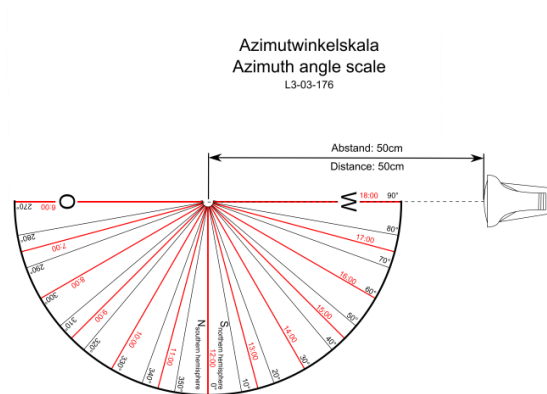 Azimutwinkelskala
Azimuth angle scale
L3-03-176
Abstand: 50cm
Distance: 50cm
270° 6:00 O W 18:00 90°
280° 80°
7:00 17:00
290° 70°
8:00 16:00
300° 60°
310° 50°
9:00 15:00
320° 40°
10:00 14:00
330° 30°
11:00 13:00
340° 20°
350° 10°
N southern hemisphere
S northern hemisphere
12:00 0°